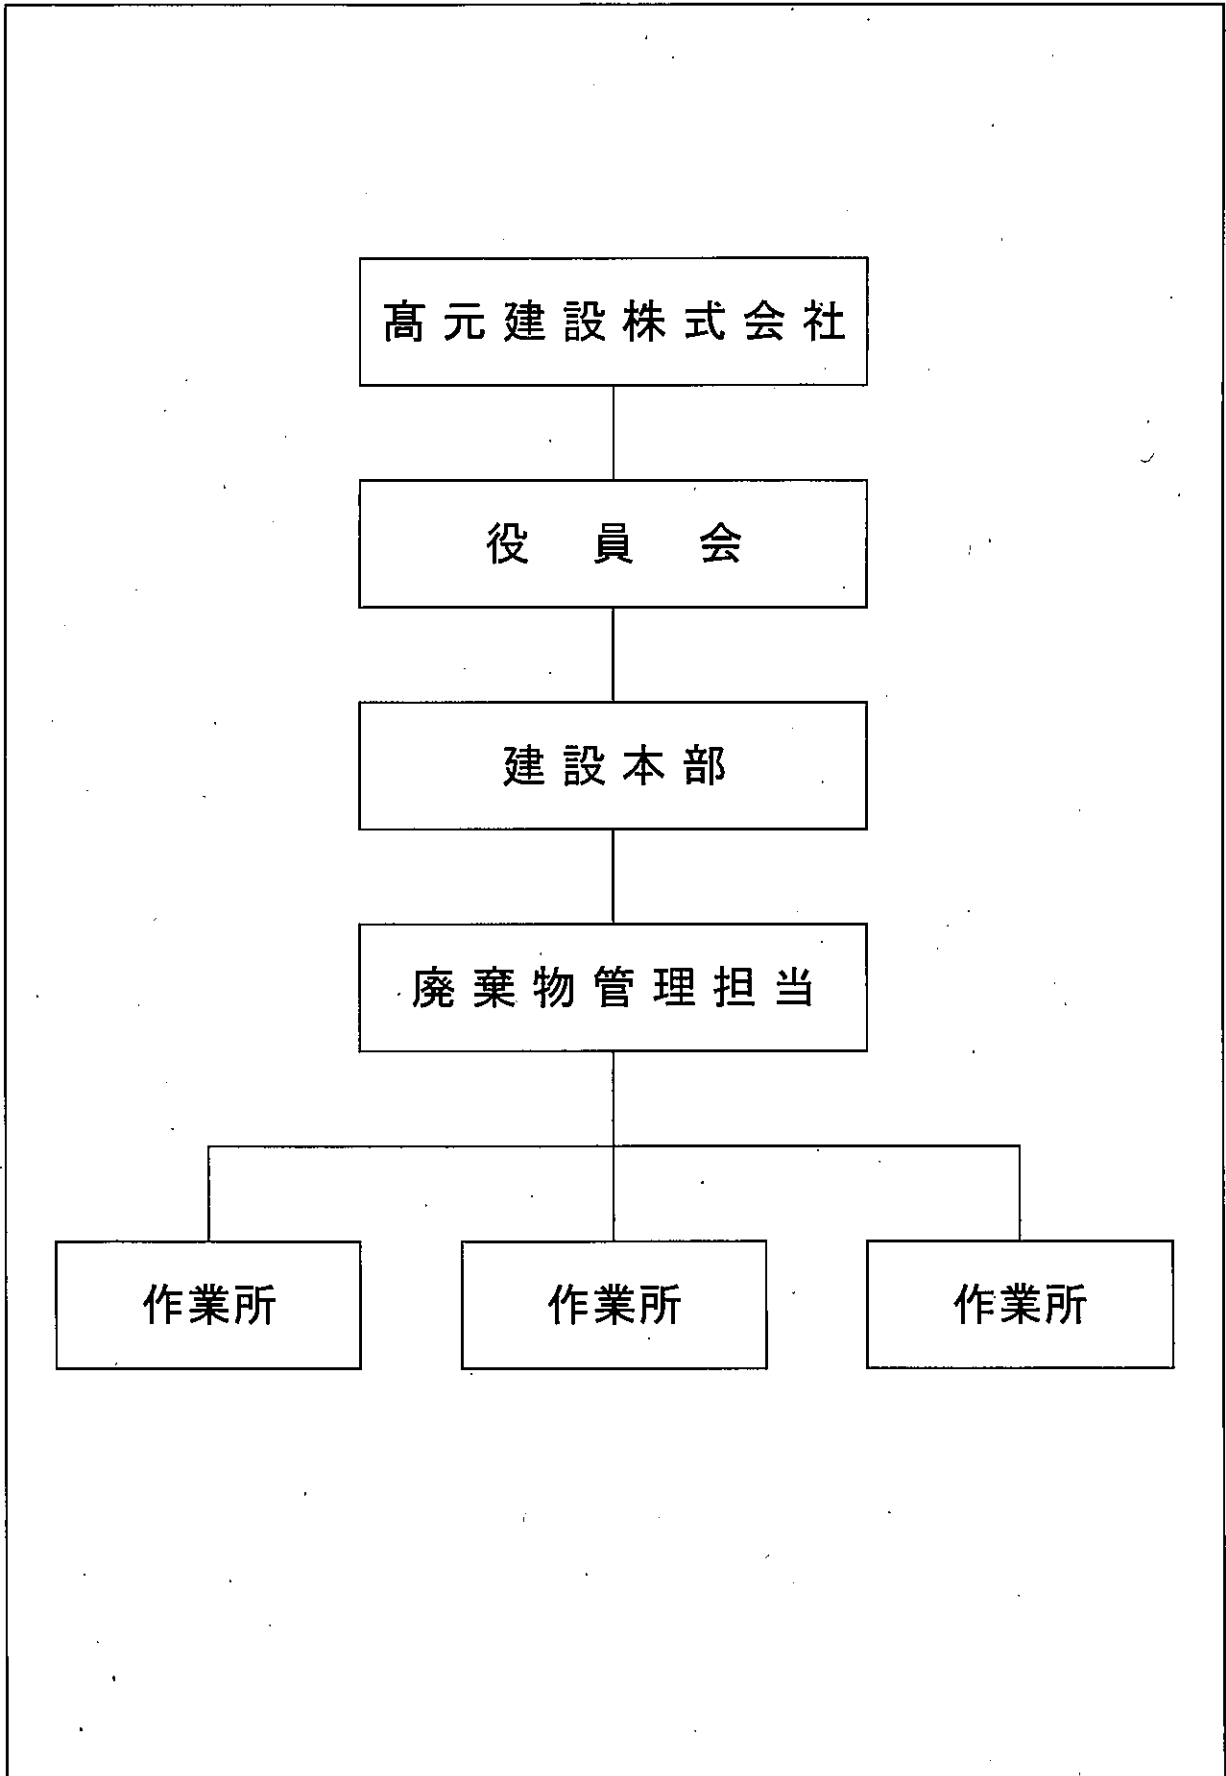 髙元建設株式会社
役員会
建設本部
廃棄物管理担当
作業所 作業所 作業所